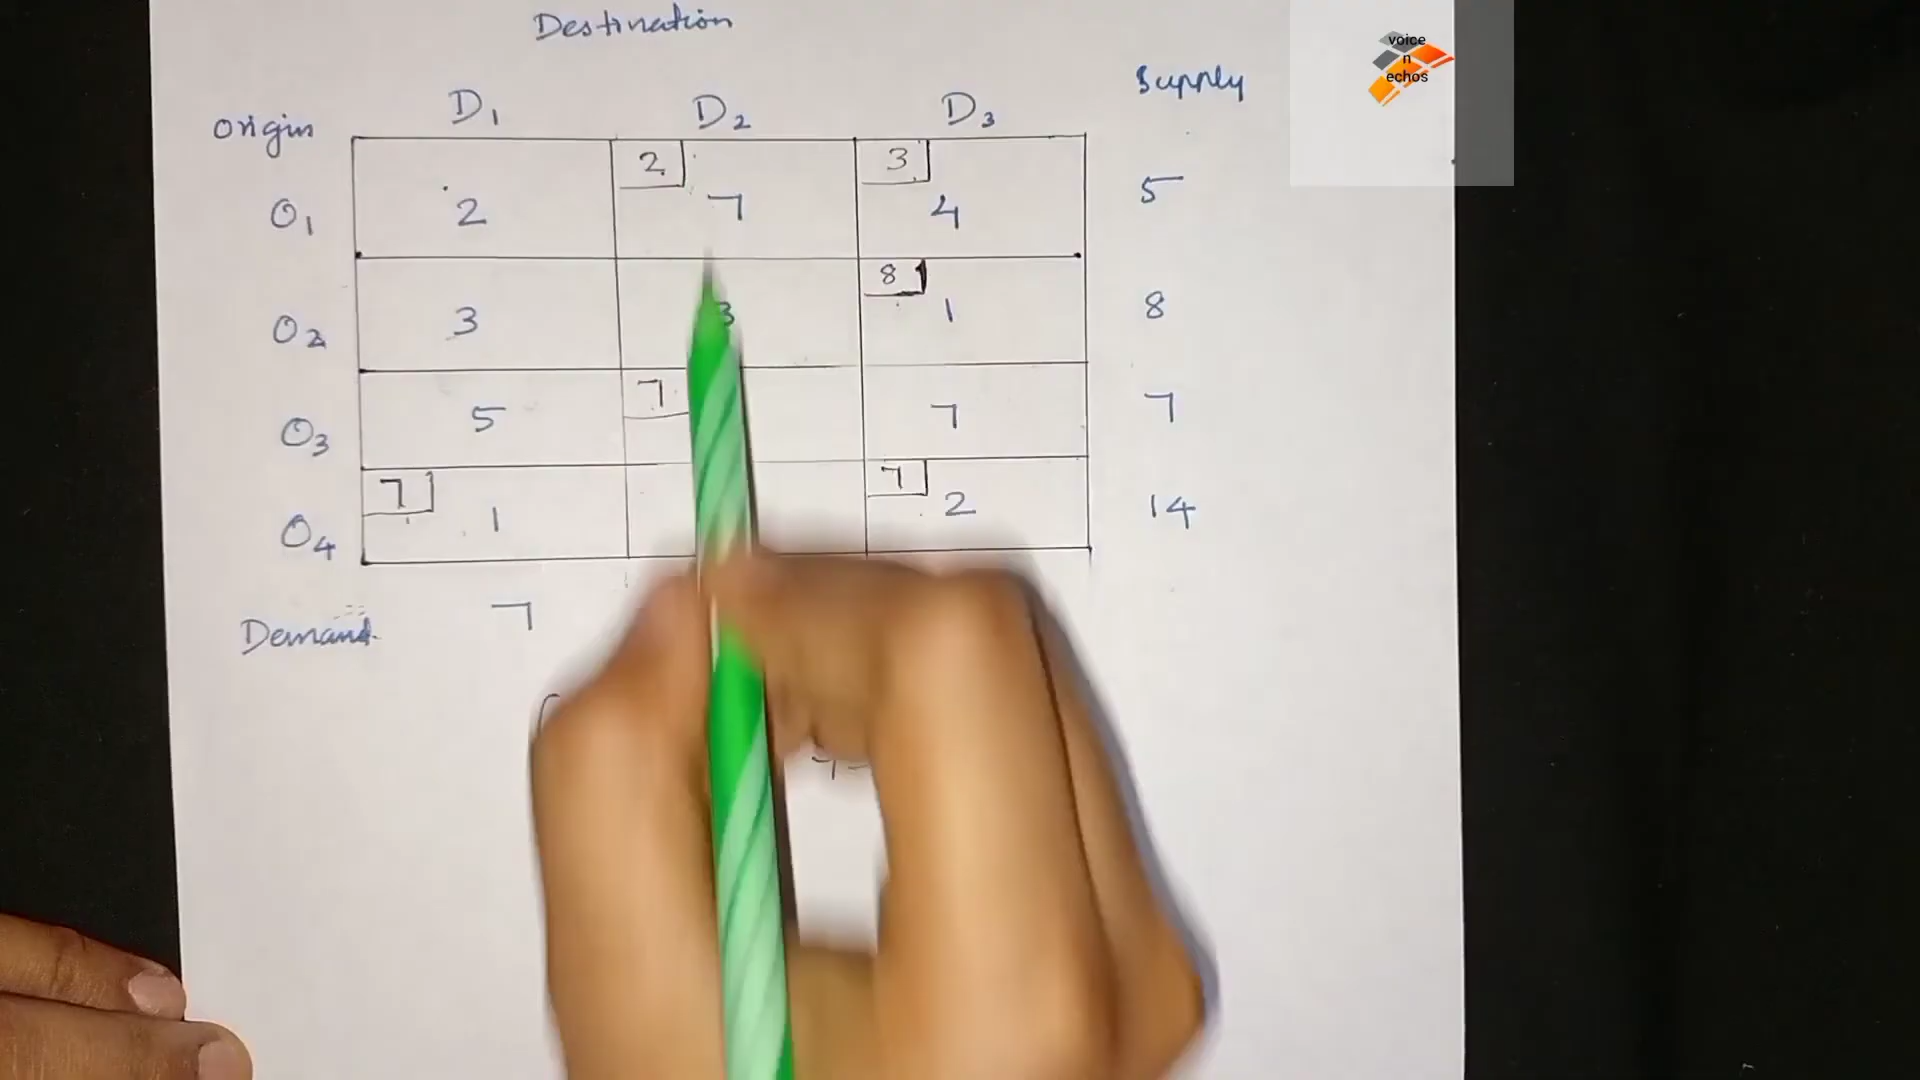 Destination
voice
n
echos
Supply
Origin D1 D2 D3
O1 2 2 7 3 4 5
O2 3 3 8 1 8
O3 5 7 7 7
O4 7 1 7 2 14
Demand 7